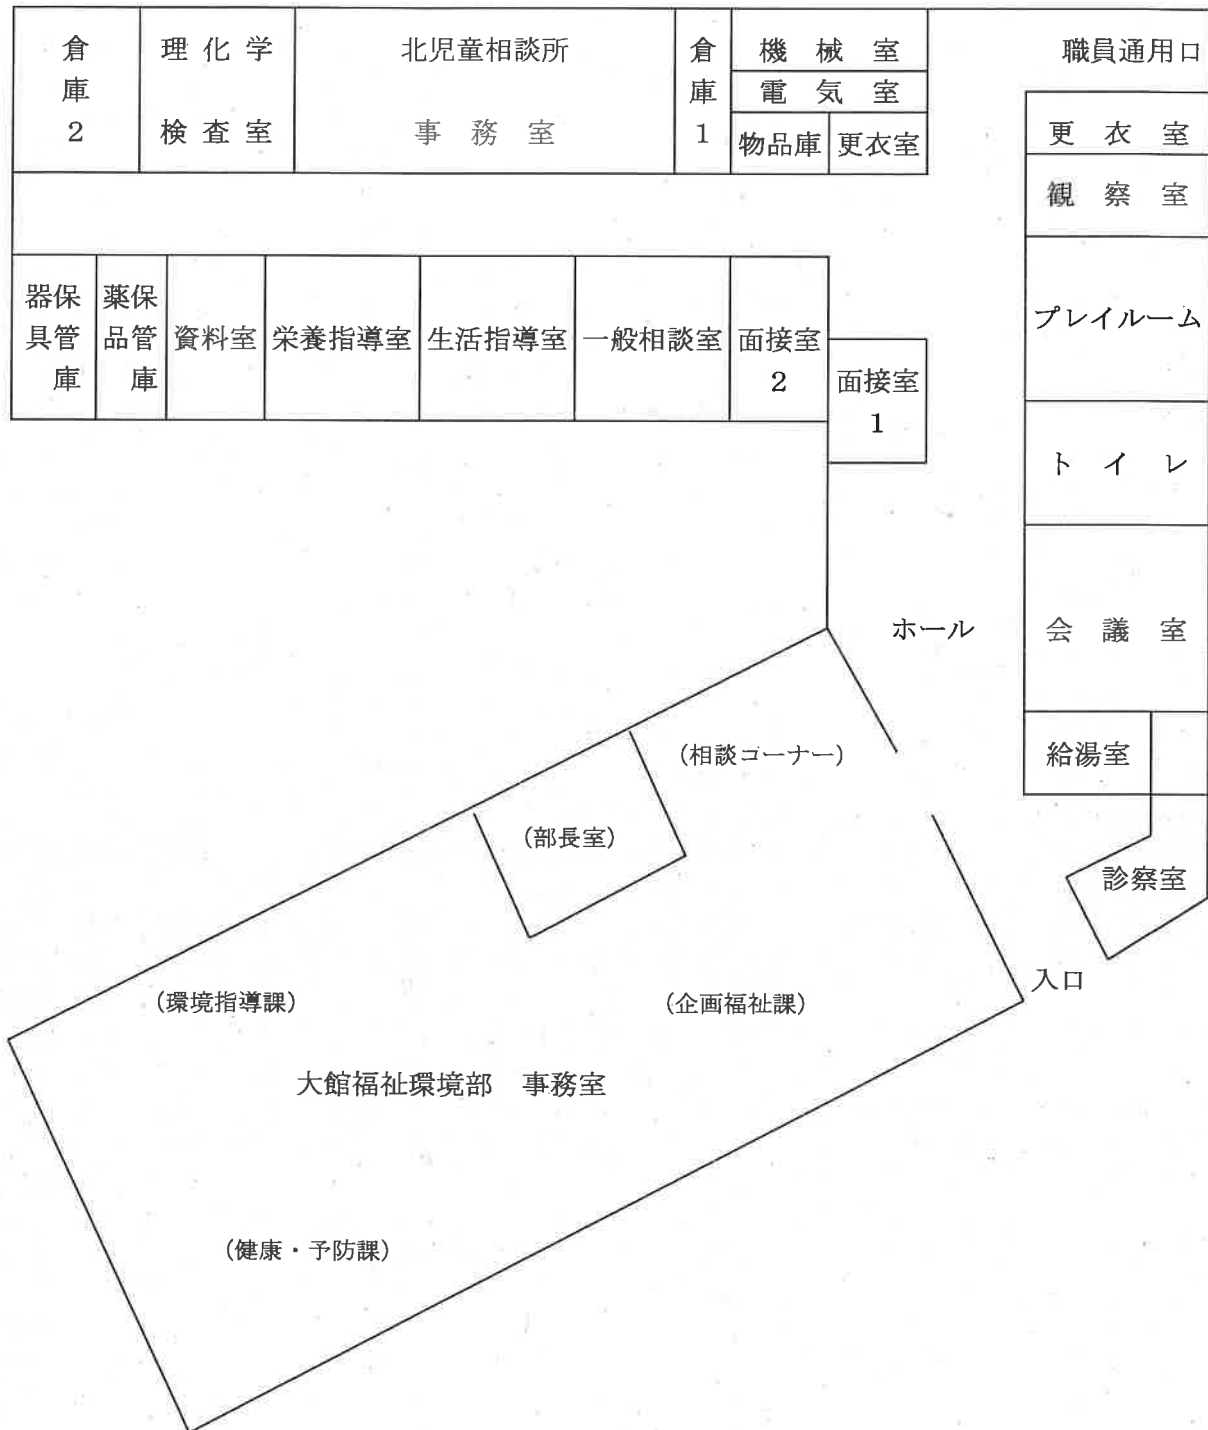 倉庫2
理化学
検査室
北児童相談所
事務室
倉庫1
機械室
電気室
物品庫
更衣室
職員通用口
更衣室
観察室
プレイルーム
トイレ
会議室
給湯室
診察室
器具庫
保管
薬品庫
保管
資料室
栄養指導室
生活指導室
一般相談室
面接室
2
面接室
1
ホール
(相談コーナー)
(部長室)
入口
(環境指導課)
(企画福祉課)
大館福祉環境部 事務室
(健康・予防課)